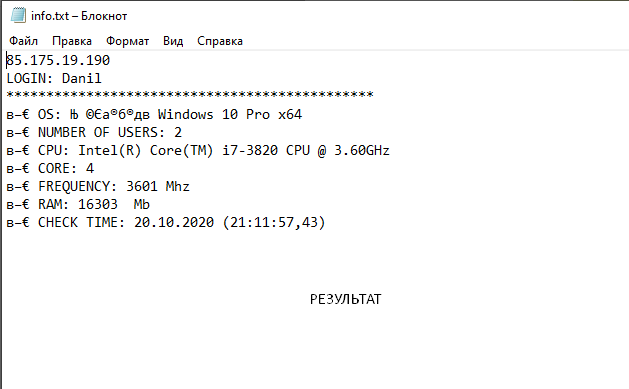 info.txt – Блокнот
Файл Правка Формат Вид Справка
85.175.19.190
LOGIN: Danil
**********************************************
в–€ OS: Њ ©Єа®б®дв Windows 10 Pro x64
в–€ NUMBER OF USERS: 2
в–€ CPU: Intel(R) Core(TM) i7-3820 CPU @ 3.60GHz
в–€ CORE: 4
в–€ FREQUENCY: 3601 Mhz
в–€ RAM: 16303  Mb
в–€ CHECK TIME: 20.10.2020 (21:11:57,43)
РЕЗУЛЬТАТ